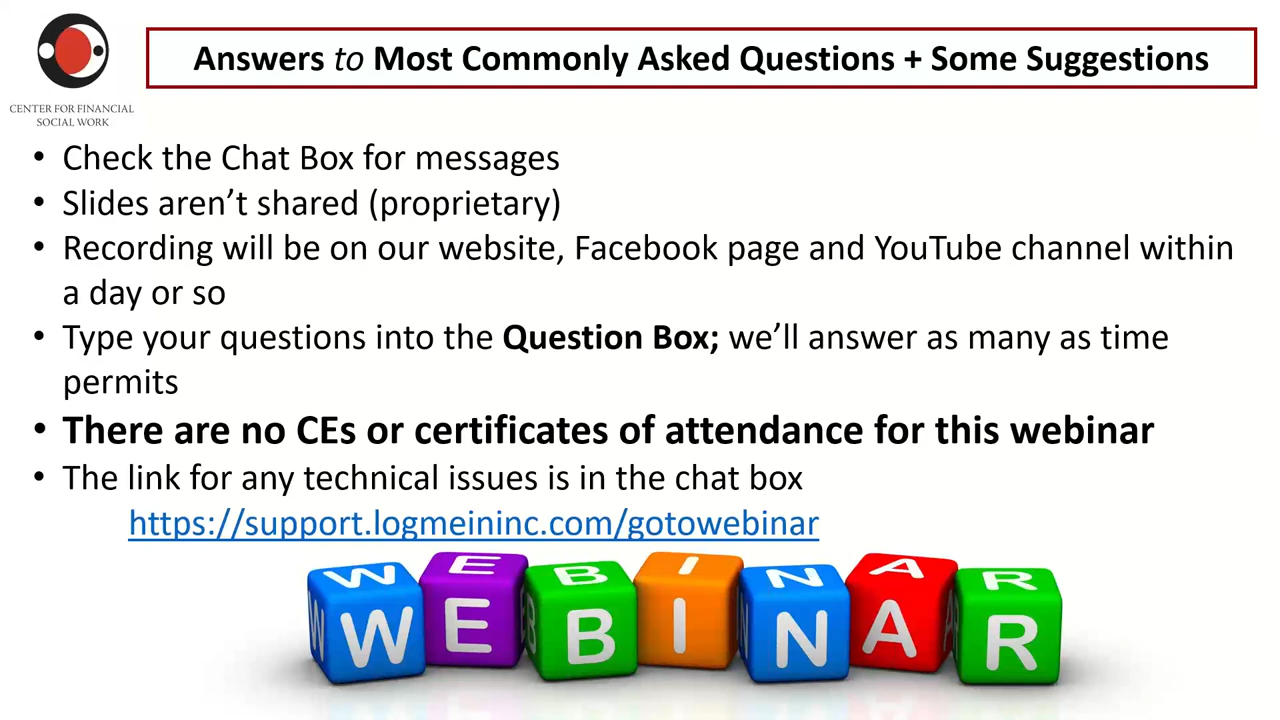 CENTER FOR FINANCIAL
SOCIAL WORK
Answers to Most Commonly Asked Questions + Some Suggestions
• Check the Chat Box for messages
• Slides aren’t shared (proprietary)
• Recording will be on our website, Facebook page and YouTube channel within
a day or so
• Type your questions into the Question Box; we’ll answer as many as time
permits
• There are no CEs or certificates of attendance for this webinar
• The link for any technical issues is in the chat box
https://support.logmeininc.com/gotowebinar
W E B I N A R
W E B I N A R